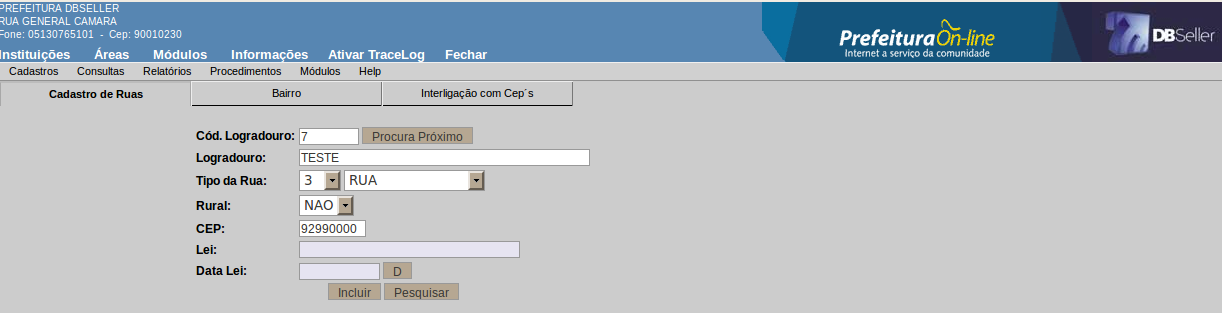 PREFEITURA DBSELLER
RUA GENERAL CAMARA
Fone: 05130765101 - Cep: 90010230
Prefeitura On-line
Internet a serviço da comunidade
DBSeller
Instituições Áreas Módulos Informações Ativar TraceLog Fechar
Cadastros Consultas Relatórios Procedimentos Módulos Help
Cadastro de Ruas Bairro Interligação com Cep´s
Cód. Logradouro: 7 Procura Próximo
Logradouro: TESTE
Tipo da Rua: 3 RUA
Rural: NAO
CEP: 92990000
Lei:
Data Lei: D
Incluir Pesquisar